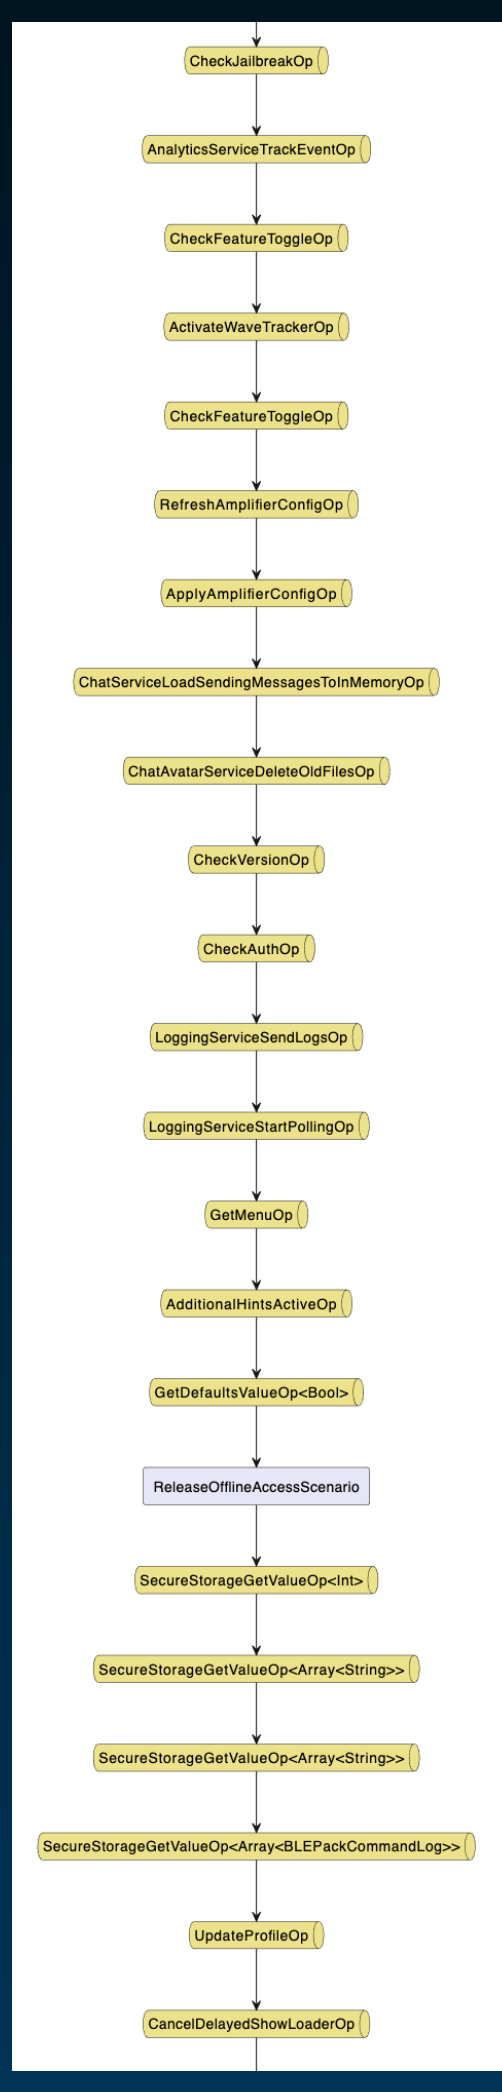 CheckJailbreakOp
AnalyticsServiceTrackEventOp
CheckFeatureToggleOp
ActivateWaveTrackerOp
CheckFeatureToggleOp
RefreshAmplifierConfigOp
ApplyAmplifierConfigOp
ChatServiceLoadSendingMessagesToInMemoryOp
ChatAvatarServiceDeleteOldFilesOp
CheckVersionOp
CheckAuthOp
LoggingServiceSendLogsOp
LoggingServiceStartPollingOp
GetMenuOp
AdditionalHintsActiveOp
GetDefaultsValueOp<Bool>
ReleaseOfflineAccessScenario
SecureStorageGetValueOp<Int>
SecureStorageGetValueOp<Array<String>>
SecureStorageGetValueOp<Array<String>>
SecureStorageGetValueOp<Array<BLEPackCommandLog>>
UpdateProfileOp
CancelDelayedShowLoaderOp